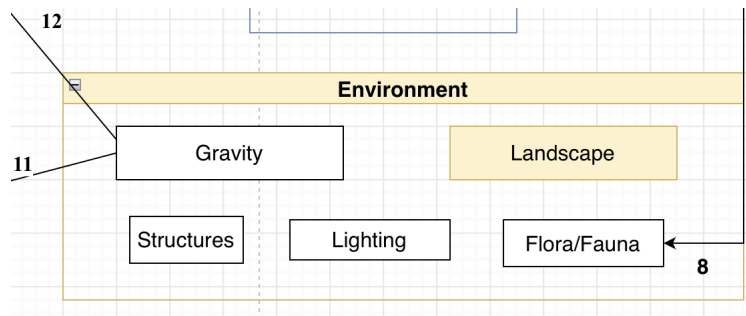 12
Environment
Gravity
Landscape
11
Structures
Lighting
Flora/Fauna
8